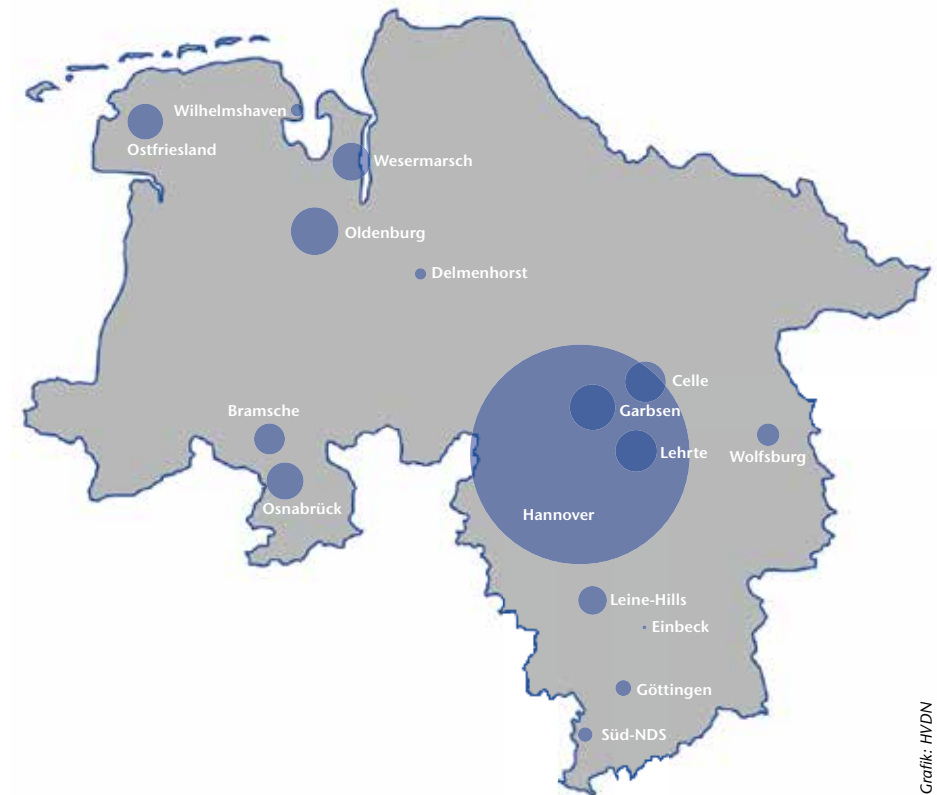 Wilhelmshaven
Ostfriesland
Wesermarsch
Oldenburg
Delmenhorst
Celle
Bramsche
Garbsen
Lehrte
Wolfsburg
Osnabrück
Hannover
Leine-Hills
Einbeck
Göttingen
Süd-NDS
Grafik: HVDN